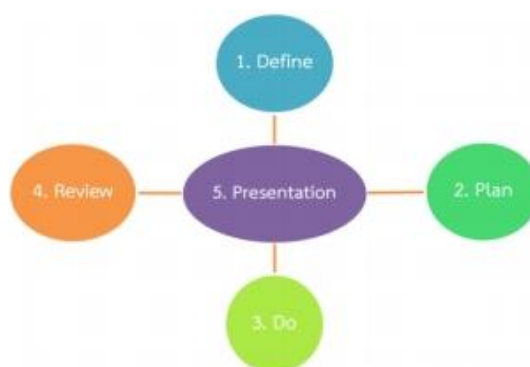 1. Define
4. Review
5. Presentation
2. Plan
3. Do